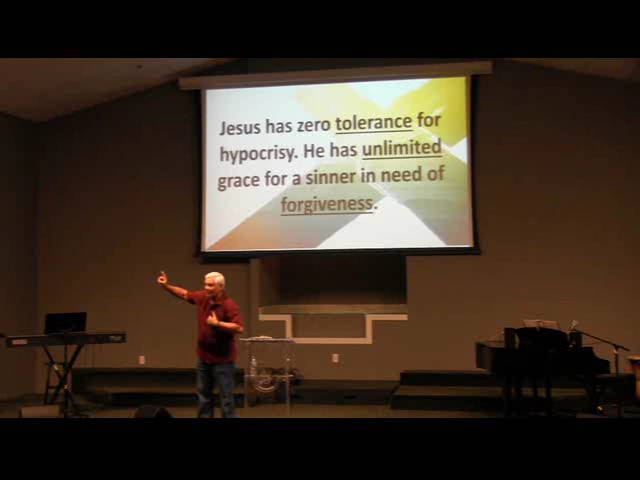 Jesus has zero tolerance for
hypocrisy. He has unlimited
grace for a sinner in need of
forgiveness.